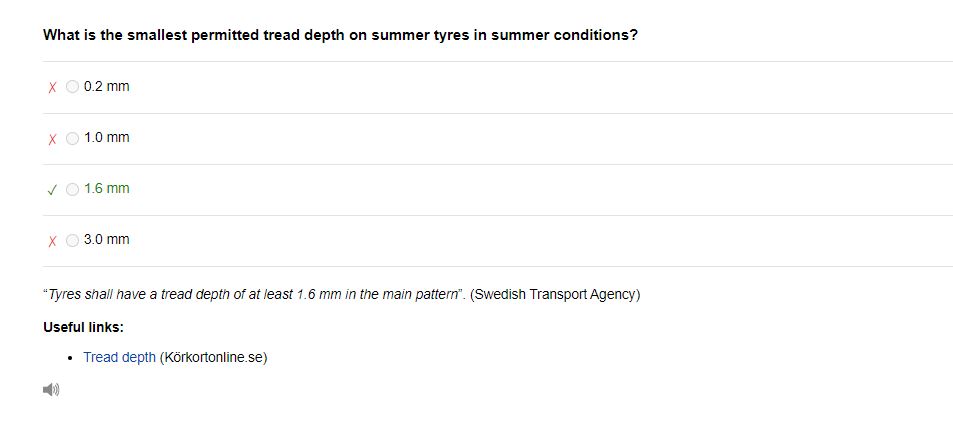 What is the smallest permitted tread depth on summer tyres in summer conditions?
✗ 0.2 mm
✗ 1.0 mm
✓ 1.6 mm
✗ 3.0 mm
“Tyres shall have a tread depth of at least 1.6 mm in the main pattern”. (Swedish Transport Agency)
Useful links:
• Tread depth (Körkortonline.se)